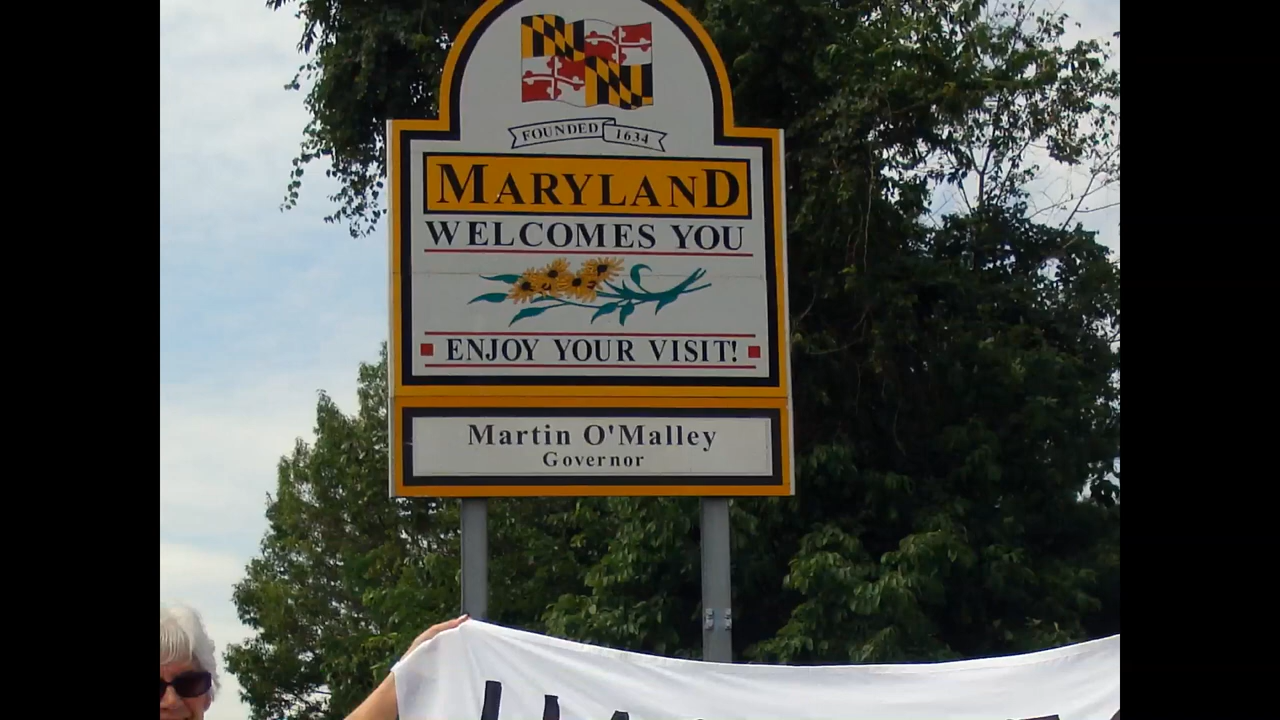 FOUNDED 1634
MARYLAND
WELCOMES YOU
ENJOY YOUR VISIT!
Martin O'Malley
Governor